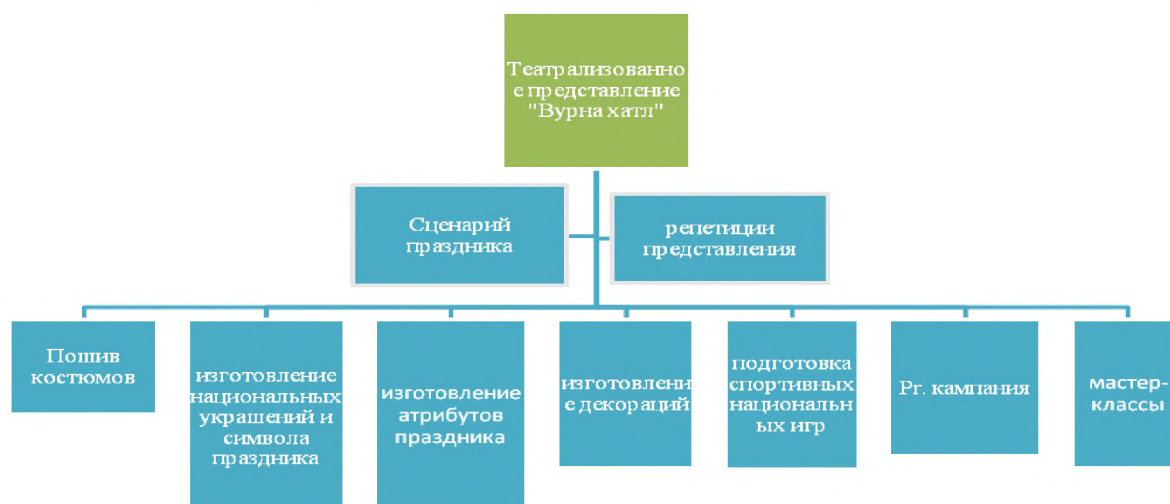 Театрализованно
е представление
"Вурна хатл"
Сценарий
праздника
репетиции
представления
Пошив
костюмов
изготовление
национальных
украшений и
символа
праздника
изготовление
атрибутов
праздника
изготовлени
е декораций
подготовка
спортивных
национальн
ых игр
Pr. кампания
мастер-
классы